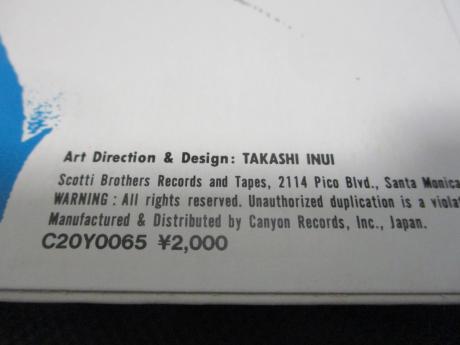 Art Direction & Design: TAKASHI INUI
Scotti Brothers Records and Tapes, 2114 Pico Blvd., Santa Monica
WARNING: All rights reserved. Unauthorized duplication is a
Manufactured & Distributed by Canyon Records, Inc., Japan.
C20Y0065 ¥2,000